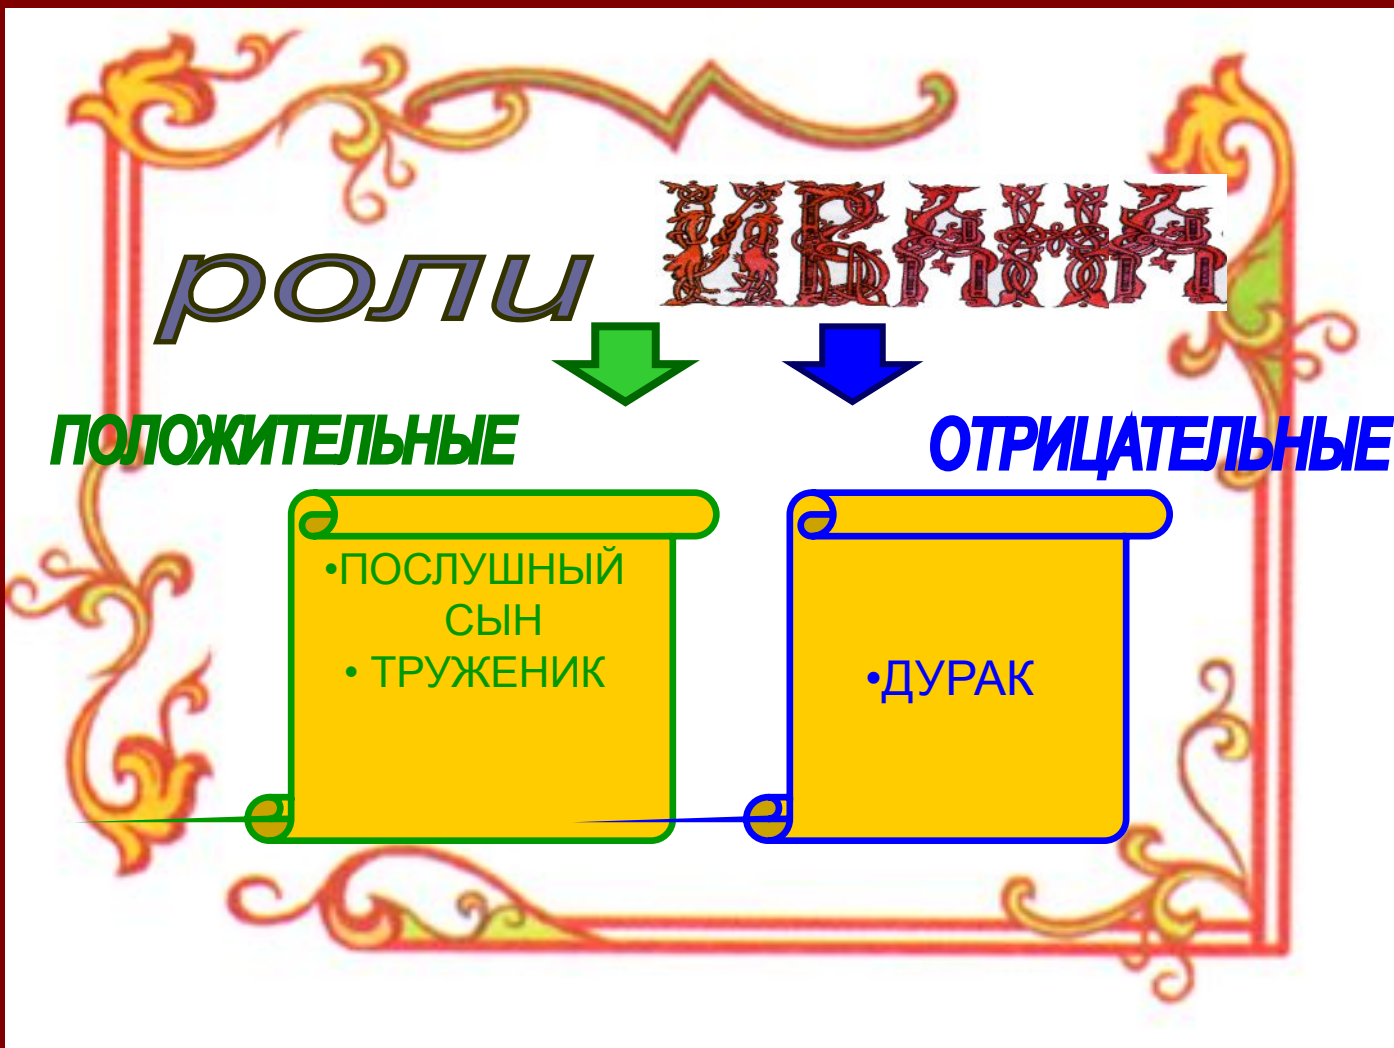 роли ИВАНА
ПОЛОЖИТЕЛЬНЫЕ
ОТРИЦАТЕЛЬНЫЕ
•ПОСЛУШНЫЙ
СЫН
• ТРУЖЕНИК
•ДУРАК